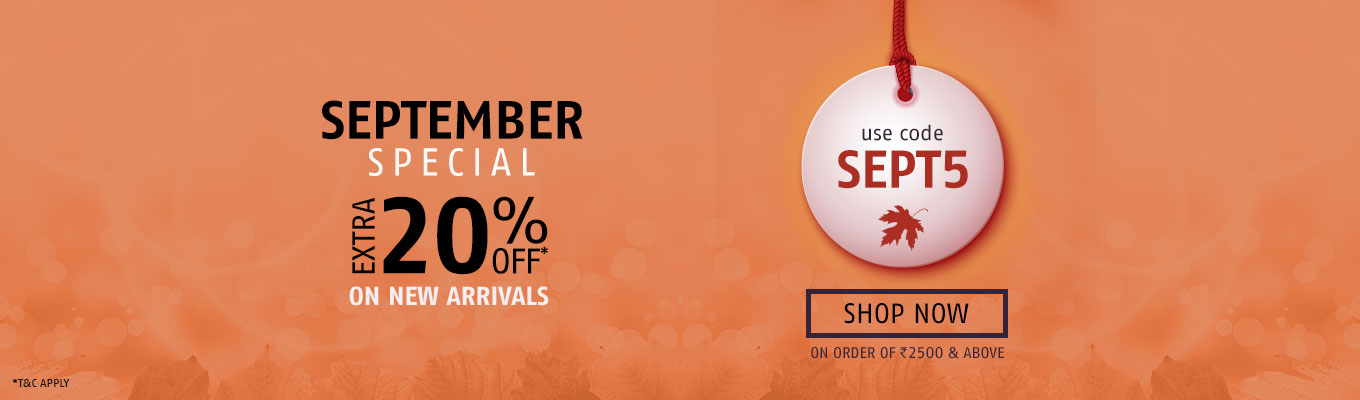 SEPTEMBER
SPECIAL
EXTRA 20% OFF*
ON NEW ARRIVALS
use code
SEPT5
SHOP NOW
ON ORDER OF ₹2500 & ABOVE
*T&C APPLY